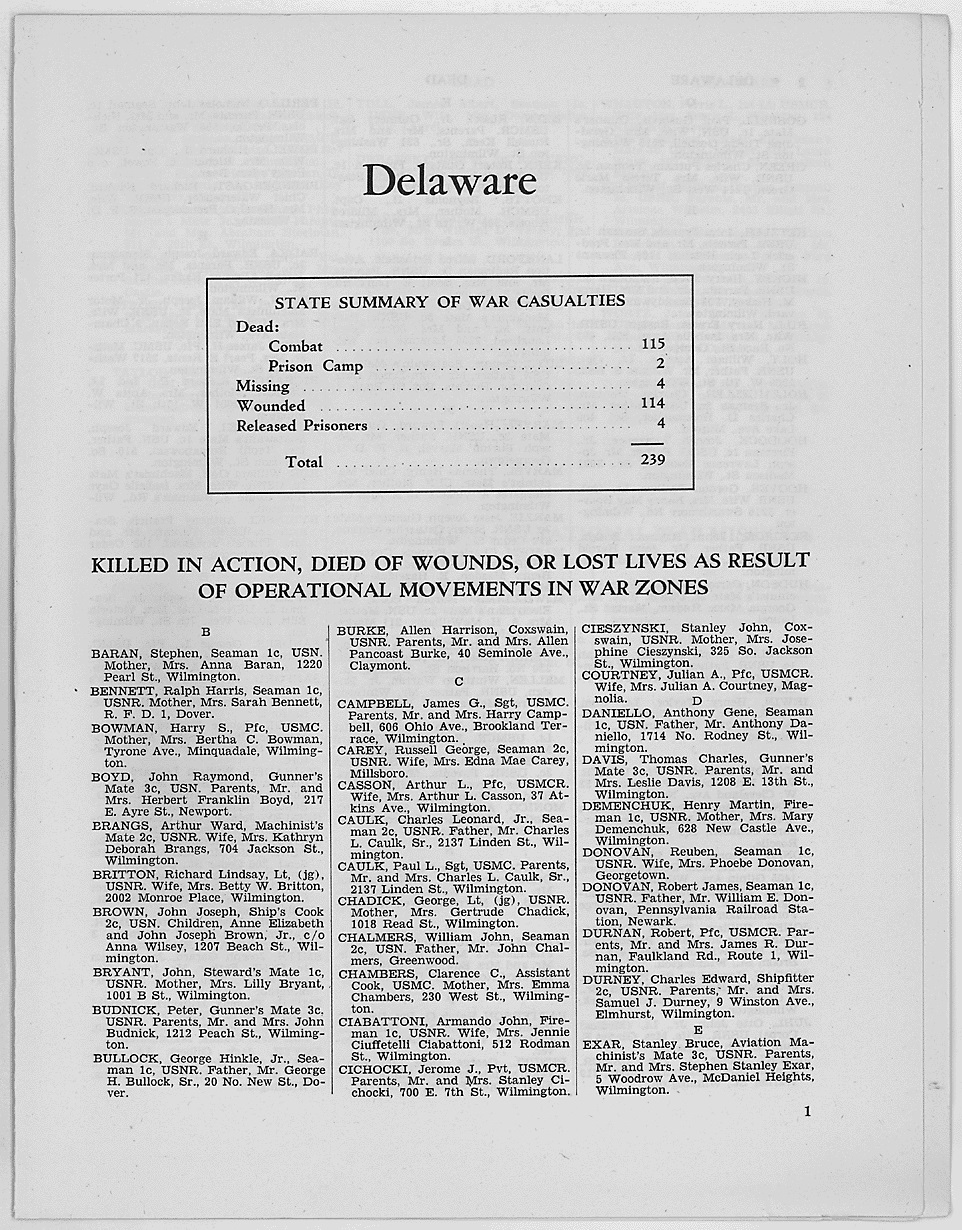 Delaware
STATE SUMMARY OF WAR CASUALTIES
Dead:
Combat 115
Prison Camp 2
Missing 4
Wounded 114
Released Prisoners 4
Total 239
KILLED IN ACTION, DIED OF WOUNDS, OR LOST LIVES AS RESULT
OF OPERATIONAL MOVEMENTS IN WAR ZONES
B
BARAN, Stephen, Seaman 1c, USN.
Mother, Mrs. Anna Baran, 1220
Pearl St., Wilmington.
BENNETT, Ralph Harris, Seaman 1c,
USNR. Mother, Mrs. Sarah Bennett,
R. F. D. 1, Dover.
BOWMAN, Harry S., Pfc, USMC.
Mother, Mrs. Bertha C. Bowman,
Tyrone Ave., Minquadale, Wilming-
ton.
BOYD, John Raymond, Gunner's
Mate 3c, USN. Parents, Mr. and
Mrs. Herbert Franklin Boyd, 217
E. Ayre St., Newport.
BRANGS, Arthur Ward, Machinist's
Mate 2c, USNR. Wife, Mrs. Kathryn
Deborah Brangs, 704 Jackson St.,
Wilmington.
BRITTON, Richard Lindsay, Lt, (jg),
USNR. Wife, Mrs. Betty W. Britton,
2002 Monroe Place, Wilmington.
BROWN, John Joseph, Ship's Cook
2c, USN. Children, Anne Elizabeth
and John Joseph Brown, Jr., c/o
Anna Wilsey, 1207 Beach St., Wil-
mington.
BRYANT, John, Steward's Mate 1c,
USNR. Mother, Mrs. Lilly Bryant,
1001 B St., Wilmington.
BUDNICK, Peter, Gunner's Mate 3c,
USNR. Parents, Mr. and Mrs. John
Budnick, 1212 Peach St., Wilming-
ton.
BULLOCK, George Hinkle, Jr., Sea-
man 1c, USNR. Father, Mr. George
H. Bullock, Sr., 20 No. New St., Do-
ver.
BURKE, Allen Harrison, Coxswain,
USNR. Parents, Mr. and Mrs. Allen
Pancoast Burke, 40 Seminole Ave.,
Claymont.
C
CAMPBELL, James G., Sgt, USMC.
Parents, Mr. and Mrs. Harry Camp-
bell, 606 Ohio Ave., Brookland Ter-
race, Wilmington.
CAREY, Russell George, Seaman 2c,
USNR. Wife, Mrs. Edna Mae Carey,
Millsboro.
CASSON, Arthur L., Pfc, USMCR.
Wife, Mrs. Arthur L. Casson, 37 At-
kins Ave., Wilmington.
CAULK, Charles Leonard, Jr., Sea-
man 2c, USNR. Father, Mr. Charles
L. Caulk, Sr., 2137 Linden St., Wil-
mington.
CAULK, Paul L., Sgt, USMC. Parents,
Mr. and Mrs. Charles L. Caulk, Sr.,
2137 Linden St., Wilmington.
CHADICK, George, Lt, (jg), USNR.
Mother, Mrs. Gertrude Chadick,
1018 Read St., Wilmington.
CHALMERS, William John, Seaman
2c, USN. Father, Mr. John Chal-
mers, Greenwood.
CHAMBERS, Clarence C., Assistant
Cook, USMC. Mother, Mrs. Emma
Chambers, 230 West St., Wilming-
ton.
CIABATTONI, Armando John, Fire-
man 1c, USNR. Wife, Mrs. Jennie
Ciuffetelli Ciabattoni, 512 Rodman
St., Wilmington.
CICHOCKI, Jerome J., Pvt, USMCR.
Parents, Mr. and Mrs. Stanley Ci-
chocki, 700 E. 7th St., Wilmington.
CIESZYNSKI, Stanley John, Cox-
swain, USNR. Mother, Mrs. Jose-
phine Cieszynski, 325 So. Jackson
St., Wilmington.
COURTNEY, Julian A., Pfc, USMCR.
Wife, Mrs. Julian A. Courtney, Mag-
nolia.
D
DANIELLO, Anthony Gene, Seaman
1c, USN. Father, Mr. Anthony Da-
niello, 1714 No. Rodney St., Wil-
mington.
DAVIS, Thomas Charles, Gunner's
Mate 3c, USNR. Parents, Mr. and
Mrs. Leslie Davis, 1208 E. 13th St.,
Wilmington.
DEMENCHUK, Henry Martin, Fire-
man 1c, USNR. Mother, Mrs. Mary
Demenchuk, 628 New Castle Ave.,
Wilmington.
DONOVAN, Reuben, Seaman 1c,
USNR. Wife, Mrs. Phoebe Donovan,
Georgetown.
DONOVAN, Robert James, Seaman 1c,
USNR. Father, Mr. William E. Don-
ovan, Pennsylvania Railroad Sta-
tion, Newark.
DURNAN, Robert, Pfc, USMCR. Par-
ents, Mr. and Mrs. James R. Dur-
nan, Faulkland Rd., Route 1, Wil-
mington.
DURNEY, Charles Edward, Shipfitter
2c, USNR. Parents, Mr. and Mrs.
Samuel J. Durney, 9 Winston Ave.,
Elmhurst, Wilmington.
E
EXAR, Stanley Bruce, Aviation Ma-
chinist's Mate 3c, USNR. Parents,
Mr. and Mrs. Stephen Stanley Exar,
5 Woodrow Ave., McDaniel Heights,
Wilmington.
1